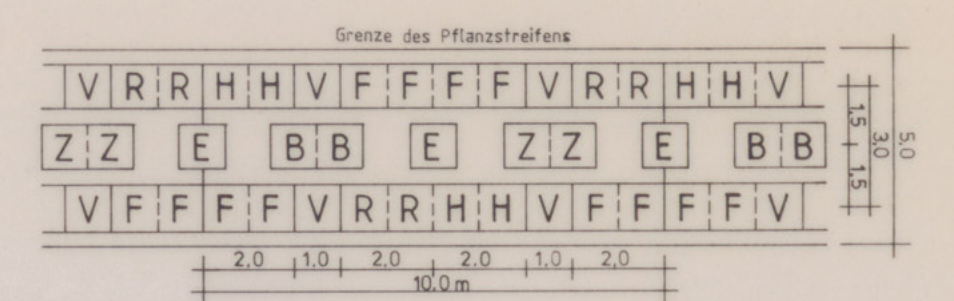 Grenze des Pflanzstreifens
V R R H H V F F F F V R R H H V
Z Z E B B E Z Z E B B
V F F F F V R R H H V F F F F V
1,5 1,5 3,0 5,0
2,0 1,0 2,0 2,0 1,0 2,0
10,0 m